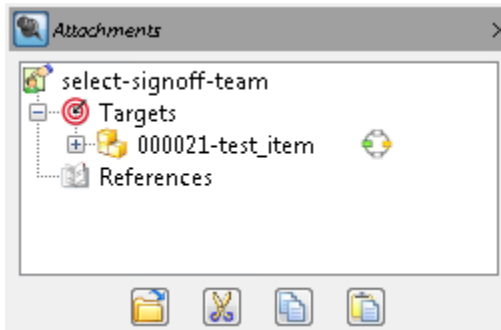 Attachments
select-signoff-team
Targets
000021-test_item
References